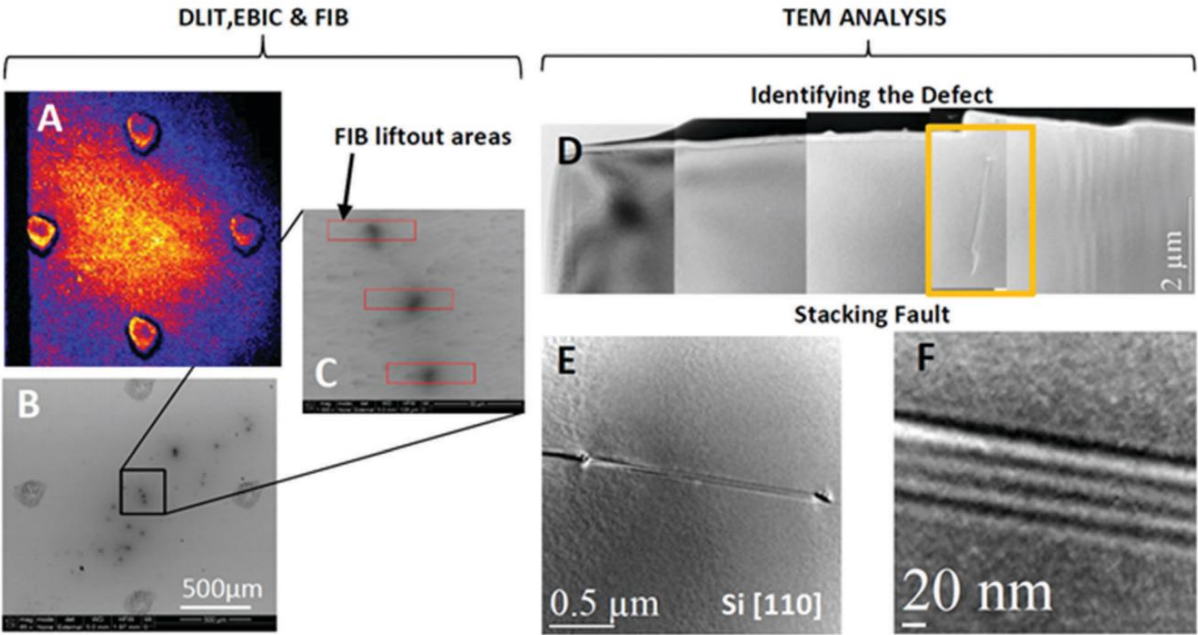 DLIT,EBIC & FIB
TEM ANALYSIS
A
FIB liftout areas
C
B
500µm
Identifying the Defect
D
2 µm
Stacking Fault
E
0.5 µm
Si [110]
F
20 nm